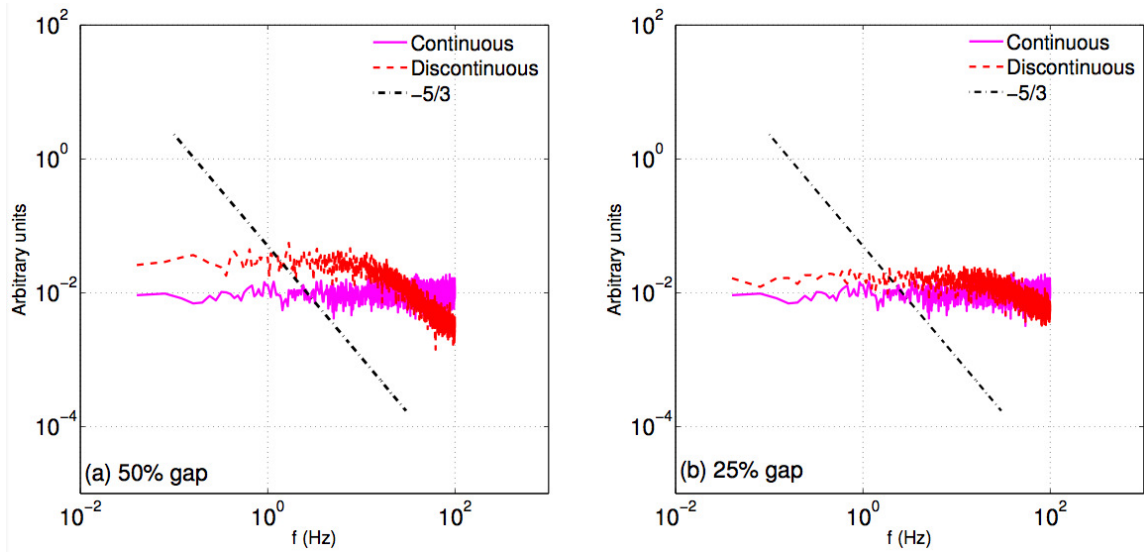 10^2
10^0
10^-2
10^-4
Arbitrary units
Continuous
Discontinuous
-5/3
(a) 50% gap
10^-2
10^0
10^2
f (Hz)
10^2
10^0
10^-2
10^-4
Arbitrary units
Continuous
Discontinuous
-5/3
(b) 25% gap
10^-2
10^0
10^2
f (Hz)